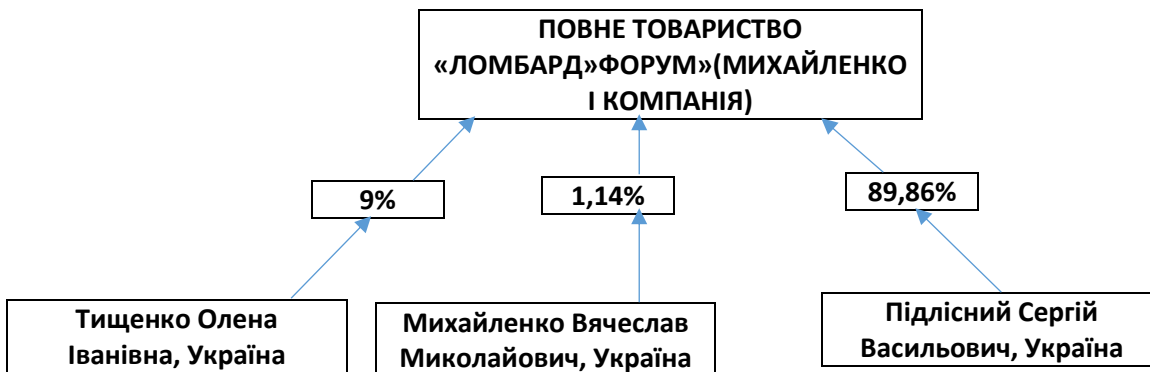 ПОВНЕ ТОВАРИСТВО
«ЛОМБАРД»ФОРУМ»(МИХАЙЛЕНКО
І КОМПАНІЯ)
9%
1,14%
89,86%
Тищенко Олена
Іванівна, Україна
Михайленко Вячеслав
Миколайович, Україна
Підлісний Сергій
Васильович, Україна